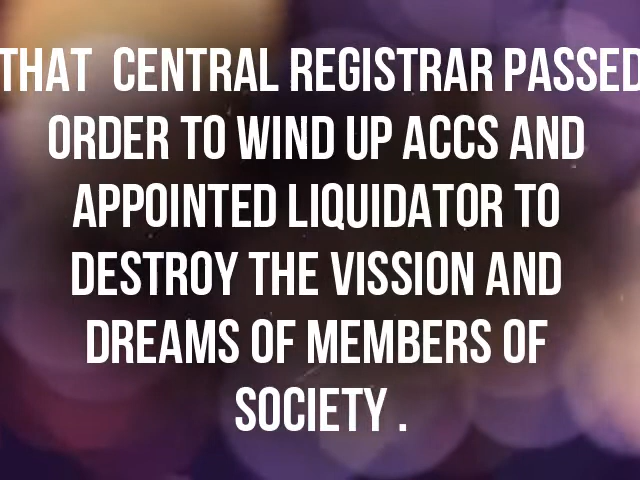 THAT CENTRAL REGISTRAR PASSED
ORDER TO WIND UP ACCS AND
APPOINTED LIQUIDATOR TO
DESTROY THE VISSION AND
DREAMS OF MEMBERS OF
SOCIETY .